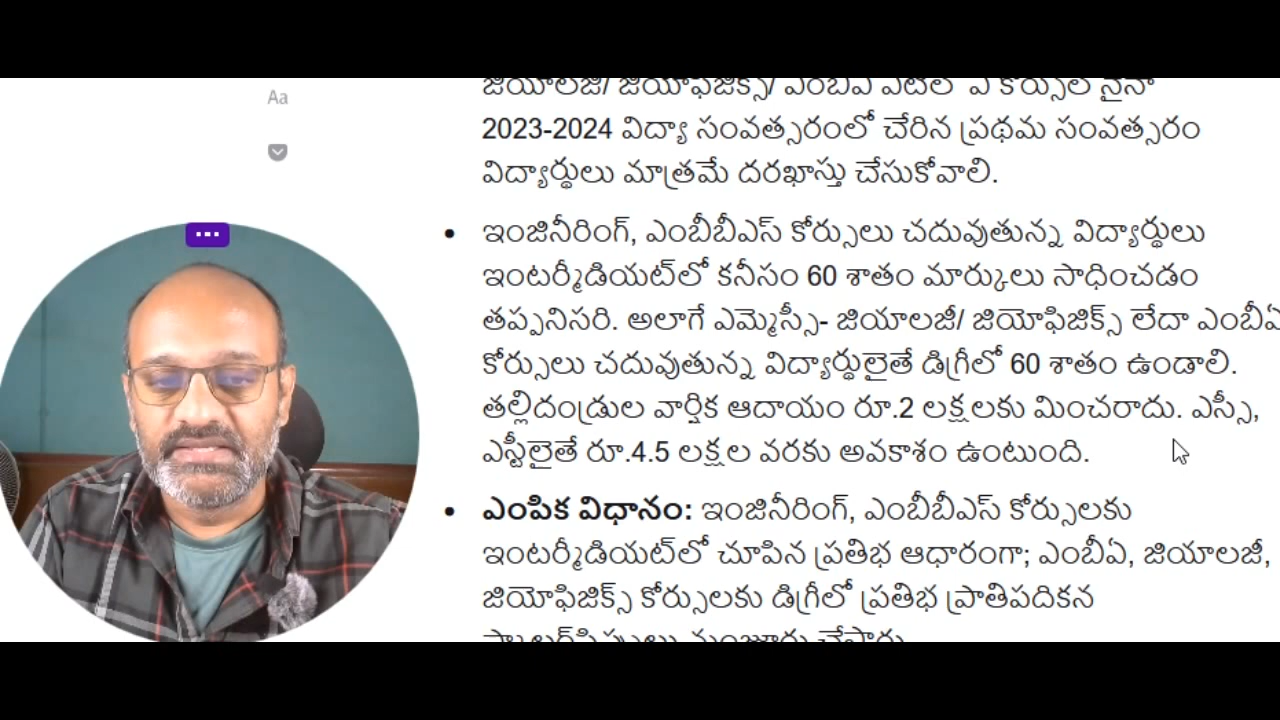 Aa
జియాలజీ/ జియోఫిజిక్స్/ ఎంబీఏ
2023-2024 విద్యా సంవత్సరంలో చేరిన ప్రథమ సంవత్సరం
విద్యార్థులు మాత్రమే దరఖాస్తు చేసుకోవాలి.
• ఇంజినీరింగ్, ఎంబీబీఎస్ కోర్సులు చదువుతున్న విద్యార్థులు
ఇంటర్మీడియట్‌లో కనీసం 60 శాతం మార్కులు సాధించడం
తప్పనిసరి. అలాగే ఎమ్మెస్సీ- జియాలజీ/ జియోఫిజిక్స్ లేదా ఎంబీఏ
కోర్సులు చదువుతున్న విద్యార్థులైతే డిగ్రీలో 60 శాతం ఉండాలి.
తల్లిదండ్రుల వార్షిక ఆదాయం రూ.2 లక్షలకు మించరాదు. ఎస్సీ,
ఎస్టీలైతే రూ.4.5 లక్షల వరకు అవకాశం ఉంటుంది.
• ఎంపిక విధానం: ఇంజినీరింగ్, ఎంబీబీఎస్ కోర్సులకు
ఇంటర్మీడియట్‌లో చూపిన ప్రతిభ ఆధారంగా; ఎంబీఏ, జియాలజీ,
జియోఫిజిక్స్ కోర్సులకు డిగ్రీలో ప్రతిభ ప్రాతిపదికన